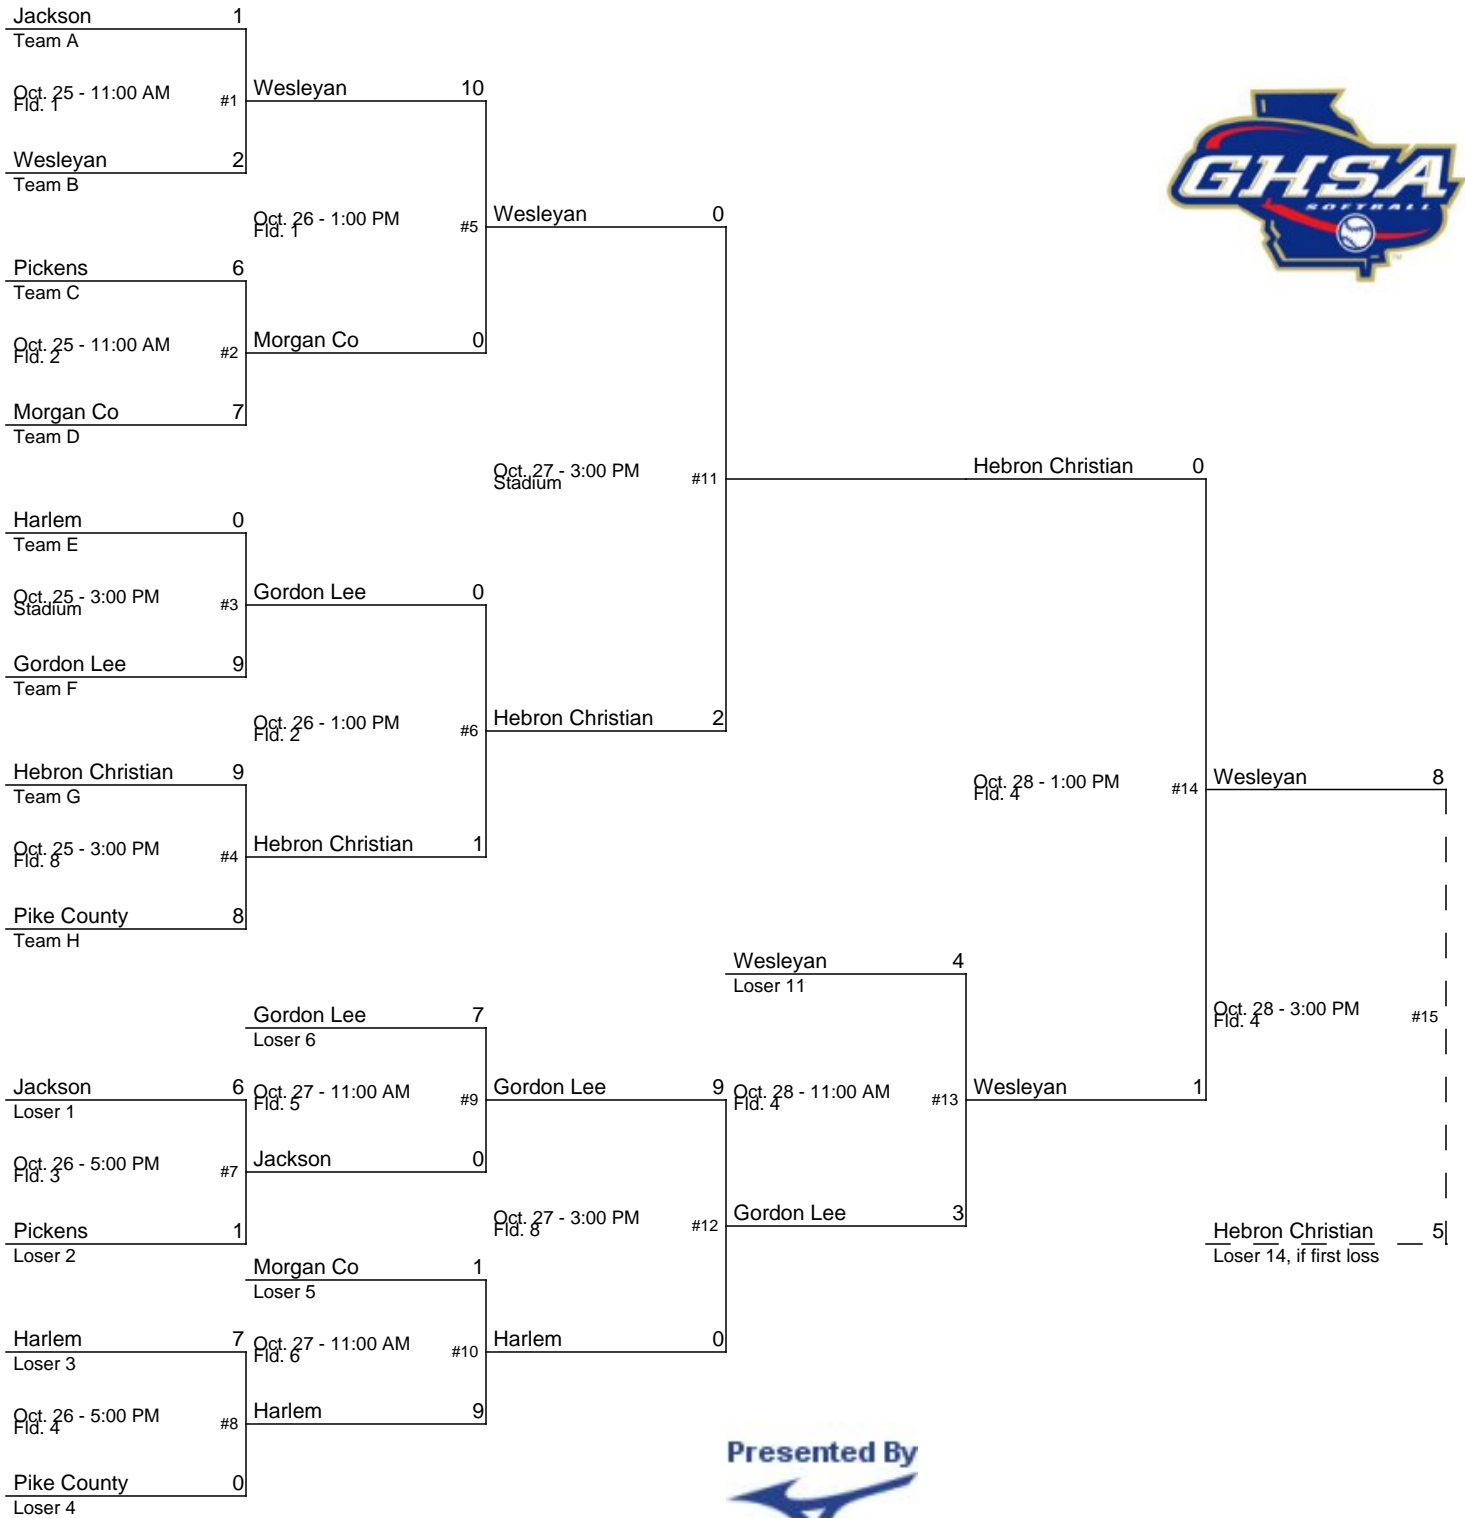 Jackson 1
Team A
Oct. 25 - 11:00 AM
Fld. 1
#1
Wesleyan 2
Team B
Pickens 6
Team C
Oct. 25 - 11:00 AM
Fld. 2
#2
Morgan Co 7
Team D
Harlem 0
Team E
Oct. 25 - 3:00 PM
Stadium
#3
Gordon Lee 9
Team F
Hebron Christian 9
Team G
Oct. 25 - 3:00 PM
Fld. 8
#4
Pike County 8
Team H
Jackson 6
Loser 1
Oct. 26 - 5:00 PM
Fld. 3
#7
Pickens 1
Loser 2
Harlem 7
Loser 3
Oct. 26 - 5:00 PM
Fld. 4
#8
Pike County 0
Loser 4
Wesleyan 10
Oct. 26 - 1:00 PM
Fld. 1
#5
Morgan Co 0
Gordon Lee 0
Oct. 26 - 1:00 PM
Fld. 2
#6
Hebron Christian 1
Gordon Lee 7
Loser 6
Oct. 27 - 11:00 AM
Fld. 5
#9
Jackson 0
Morgan Co 1
Loser 5
Oct. 27 - 11:00 AM
Fld. 6
#10
Harlem 9
Wesleyan 0
Oct. 27 - 3:00 PM
Stadium
#11
Hebron Christian 2
Gordon Lee 9
Oct. 27 - 3:00 PM
Fld. 8
#12
Harlem 0
Wesleyan 4
Loser 11
Oct. 28 - 11:00 AM
Fld. 4
#13
Gordon Lee 3
Hebron Christian 0
Oct. 28 - 1:00 PM
Fld. 4
#14
Wesleyan 1
Wesleyan 8
Oct. 28 - 3:00 PM
Fld. 4
#15
Hebron Christian 5
Loser 14, if first loss
GHSA
SOFTBALL
TM
Presented By